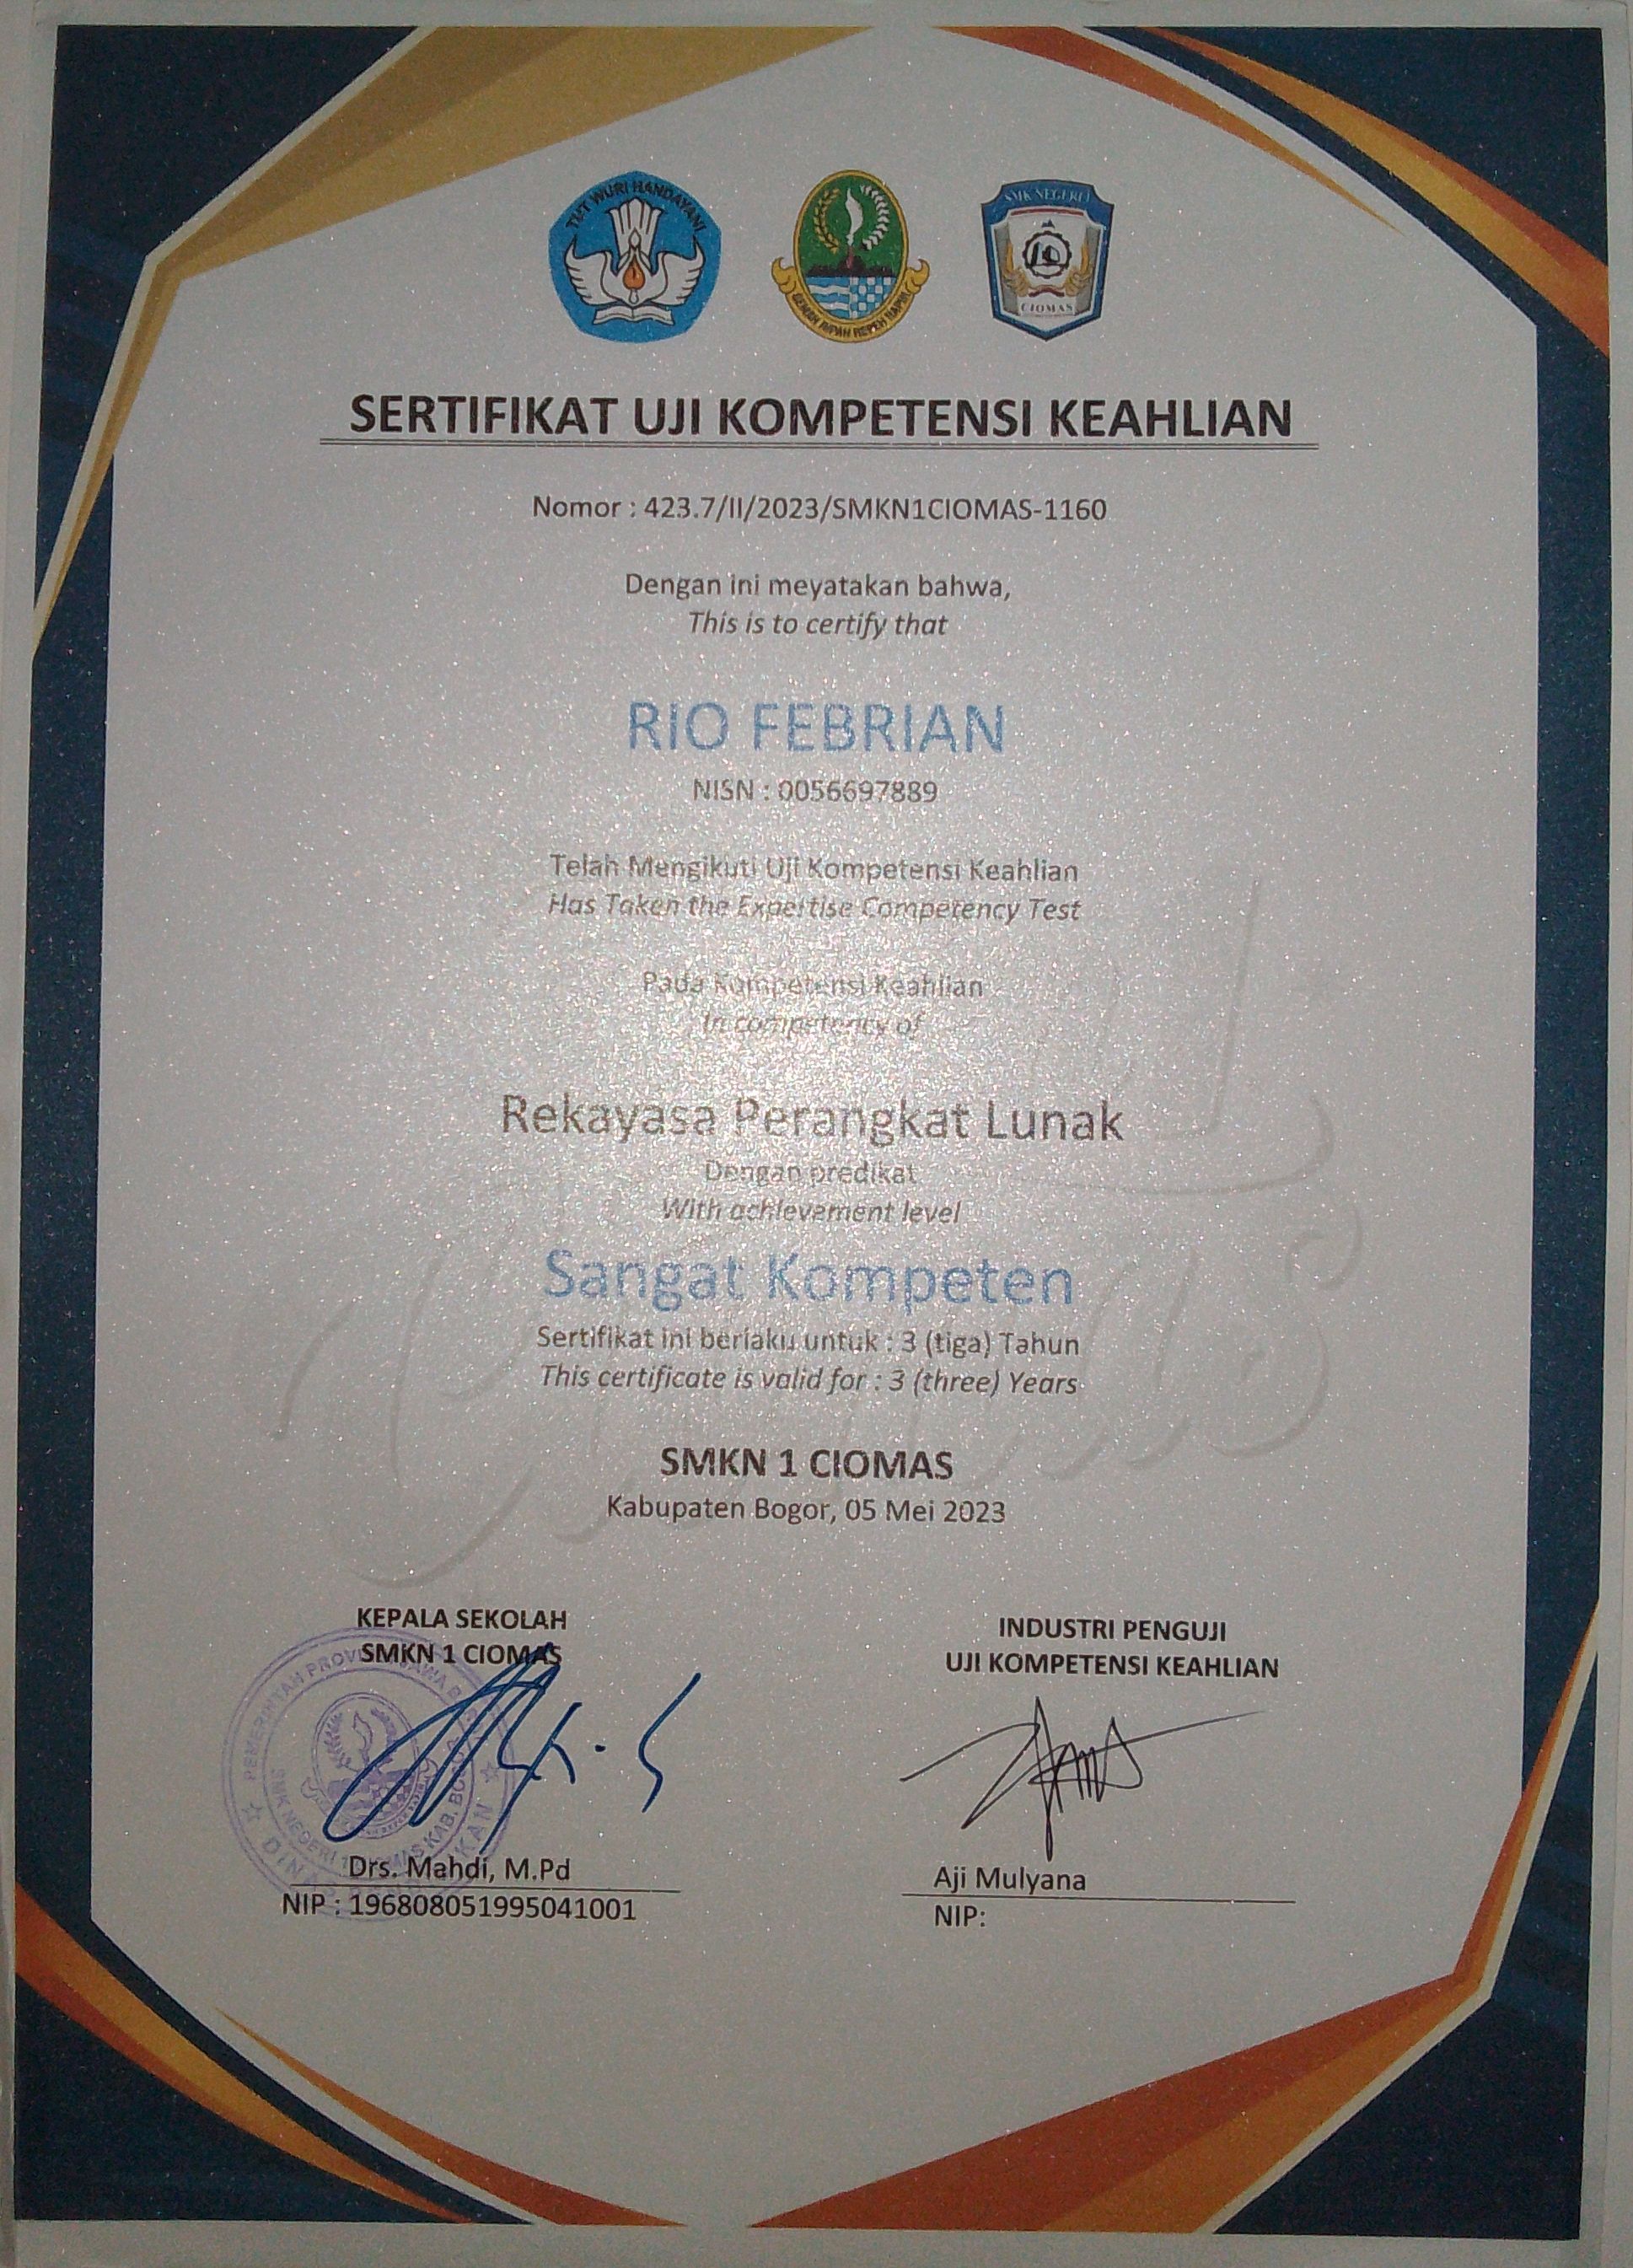 TUT WURI HANDAYANI
GEMAH RIPAH REPEH RAPIH
SMK NEGERI 1
CIOMAS
SERTIFIKAT UJI KOMPETENSI KEAHLIAN
Nomor : 423.7/II/2023/SMKN1CIOMAS-1160
Dengan ini meyatakan bahwa,
This is to certify that
RIO FEBRIAN
NISN : 0056697889
Telah Mengikuti Uji Kompetensi Keahlian
Has Taken the Expertise Competency Test
Pada Kompetensi Keahlian
In competency of
Rekayasa Perangkat Lunak
Dengan predikat
With achievement level
Sangat Kompeten
Sertifikat ini berlaku untuk : 3 (tiga) Tahun
This certificate is valid for : 3 (three) Years
SMKN 1 CIOMAS
Kabupaten Bogor, 05 Mei 2023
KEPALA SEKOLAH
SMKN 1 CIOMAS
INDUSTRI PENGUJI
UJI KOMPETENSI KEAHLIAN
PEMERINTAH PROVINSI JAWA
SMK NEGERI 1 CIOMAS KAB.
DINAS
Drs. Mahdi, M.Pd
NIP : 196808051995041001
Aji Mulyana
NIP: